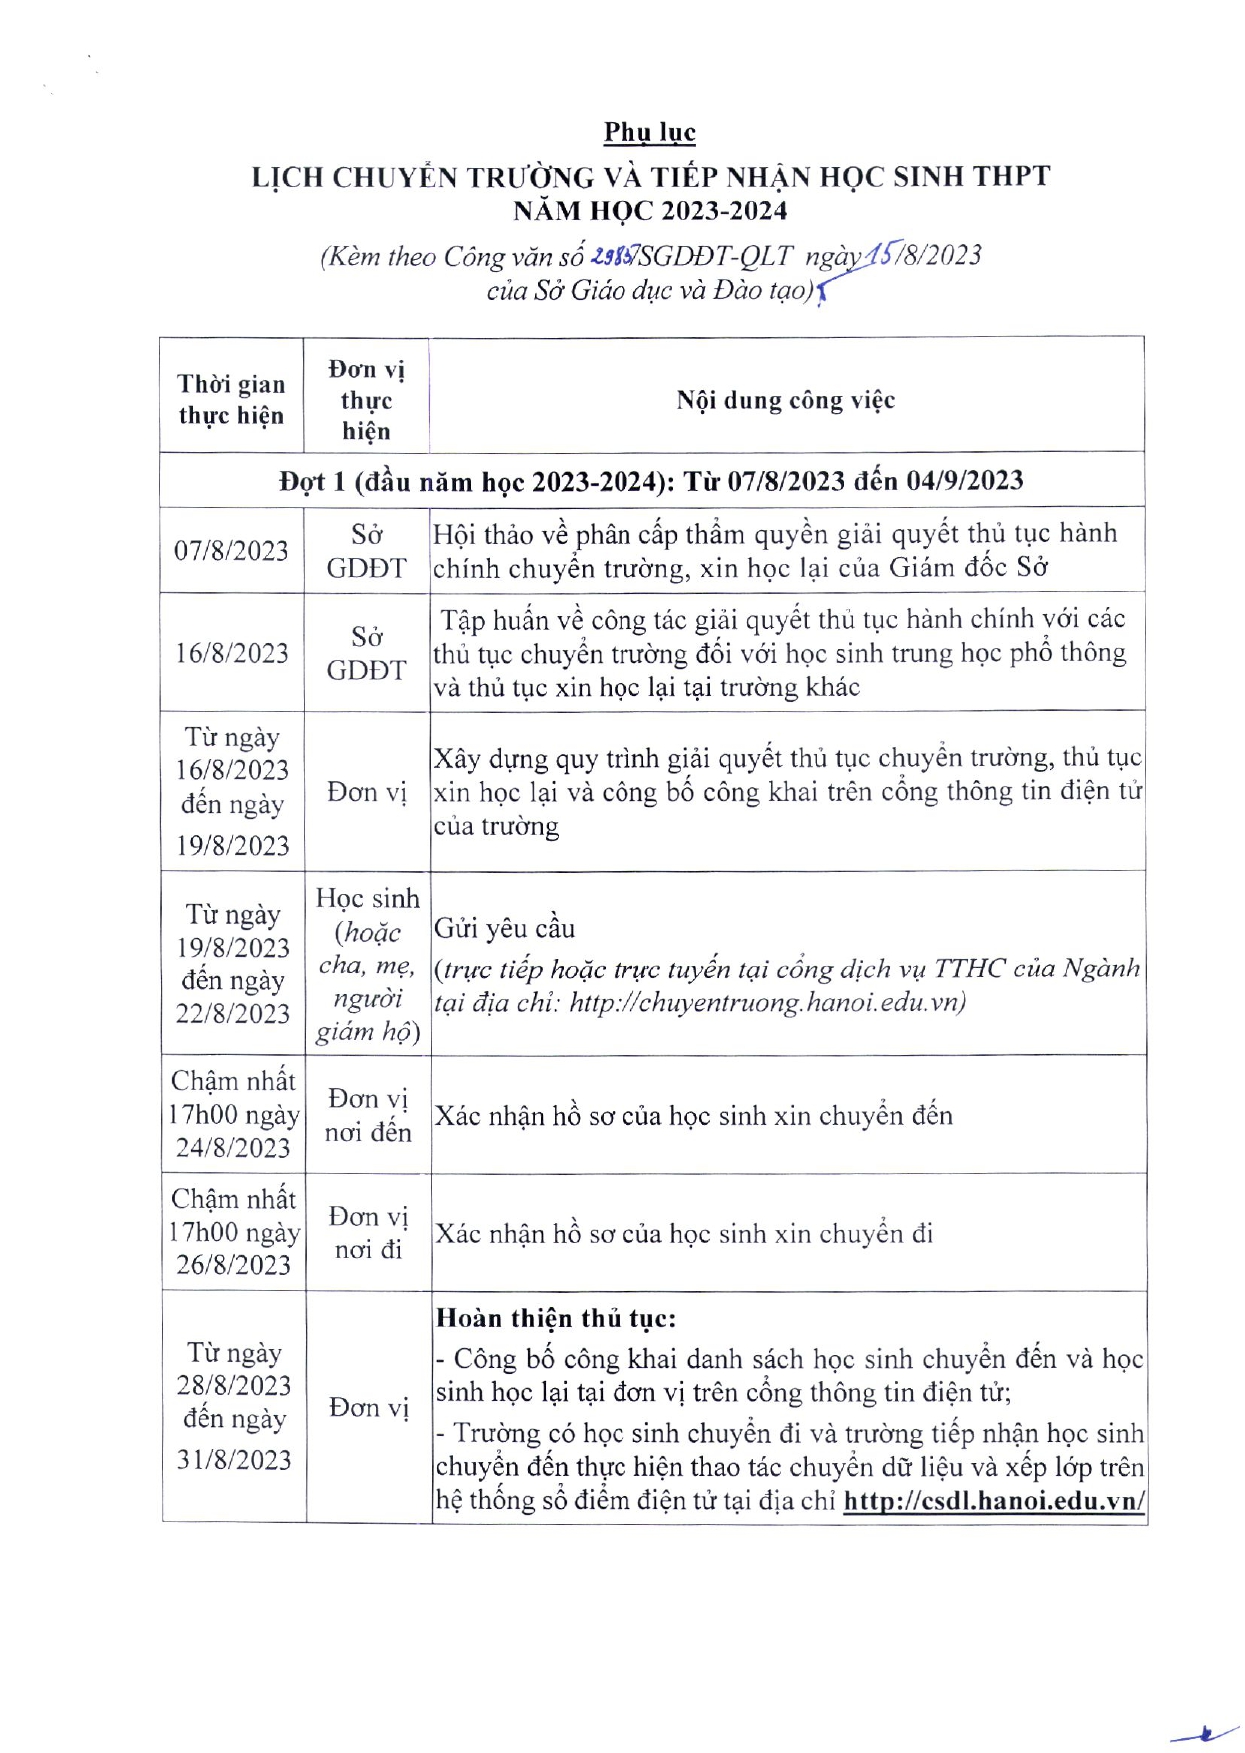 Phụ lục
LỊCH CHUYỂN TRƯỜNG VÀ TIẾP NHẬN HỌC SINH THPT
NĂM HỌC 2023-2024
(Kèm theo Công văn số SGDĐT-QLT ngày 15/8/2023
của Sở Giáo dục và Đào tạo)
Thời gian
thực hiện
Đơn vị
thực
hiện
Nội dung công việc
Đợt 1 (đầu năm học 2023-2024): Từ 07/8/2023 đến 04/9/2023
07/8/2023
Sở
GDĐT
Hội thảo về phân cấp thẩm quyền giải quyết thủ tục hành
chính chuyển trường, xin học lại của Giám đốc Sở
16/8/2023
Sở
GDĐT
Tập huấn về công tác giải quyết thủ tục hành chính với các
thủ tục chuyển trường đối với học sinh trung học phổ thông
và thủ tục xin học lại tại trường khác
Từ ngày
16/8/2023
đến ngày
19/8/2023
Đơn vị
Xây dựng quy trình giải quyết thủ tục chuyển trường, thủ tục
xin học lại và công bố công khai trên cổng thông tin điện tử
của trường
Từ ngày
19/8/2023
đến ngày
22/8/2023
Học sinh
(hoặc
cha, mẹ,
người
giám hộ)
Gửi yêu cầu
(trực tiếp hoặc trực tuyến tại cổng dịch vụ TTHC của Ngành
tại địa chỉ: http://chuyentruong.hanoi.edu.vn)
Chậm nhất
17h00 ngày
24/8/2023
Đơn vị
nơi đến
Xác nhận hồ sơ của học sinh xin chuyển đến
Chậm nhất
17h00 ngày
26/8/2023
Đơn vị
nơi đi
Xác nhận hồ sơ của học sinh xin chuyển đi
Từ ngày
28/8/2023
đến ngày
31/8/2023
Đơn vị
Hoàn thiện thủ tục:
- Công bố công khai danh sách học sinh chuyển đến và học
sinh học lại tại đơn vị trên cổng thông tin điện tử;
- Trường có học sinh chuyển đi và trường tiếp nhận học sinh
chuyển đến thực hiện thao tác chuyển dữ liệu và xếp lớp trên
hệ thống sổ điểm điện tử tại địa chỉ http://csdl.hanoi.edu.vn/